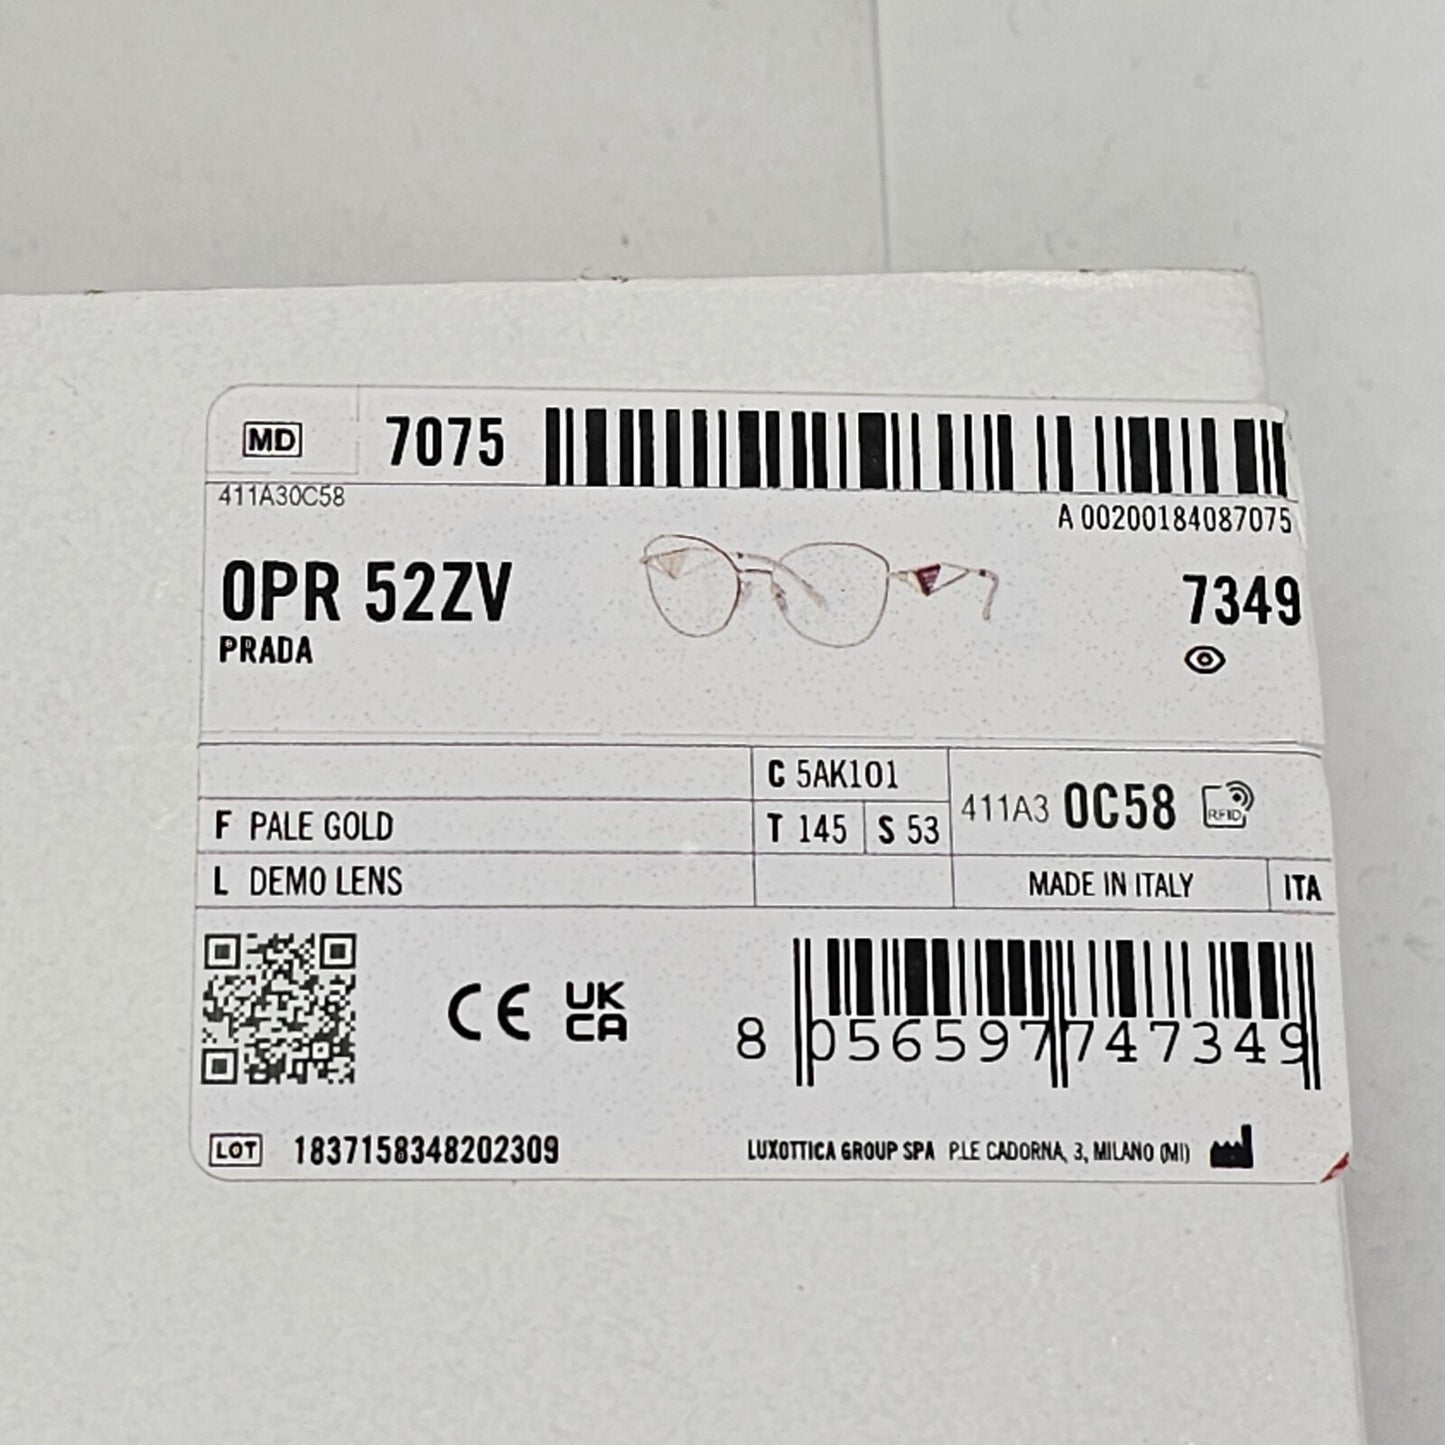 MD 7075
411A30C58
A 00200184087075
0PR 52ZV
PRADA
7349
C 5AK101
F PALE GOLD
T 145 S 53
411A3 0C58 RFID
L DEMO LENS
MADE IN ITALY ITA
CE UK
CA
8 056597 747349
LOT 1837158348202309
LUXOTTICA GROUP SPA P.LE CADORNA, 3, MILANO (MI)